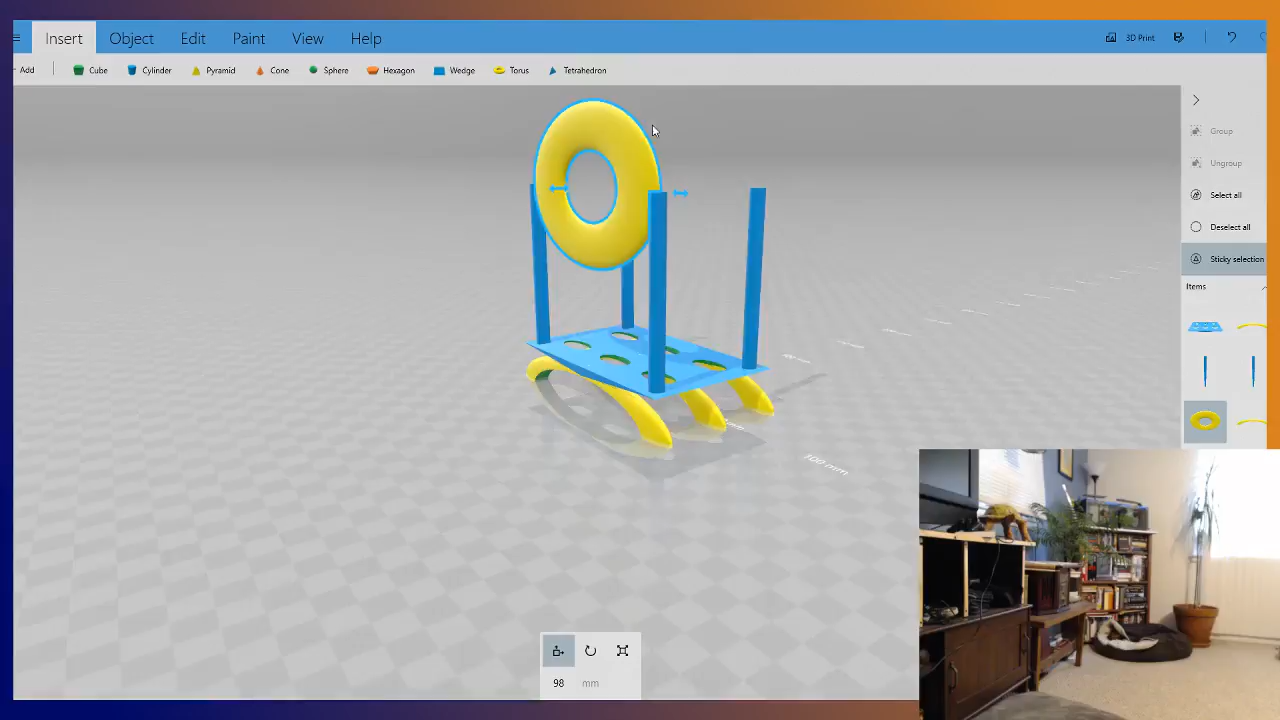 Insert Object Edit Paint View Help 3D Print
Add Cube Cylinder Pyramid Cone Sphere Hexagon Wedge Torus Tetrahedron
Group
Ungroup
Select all
Deselect all
Sticky selection
Items
100 mm
98 mm